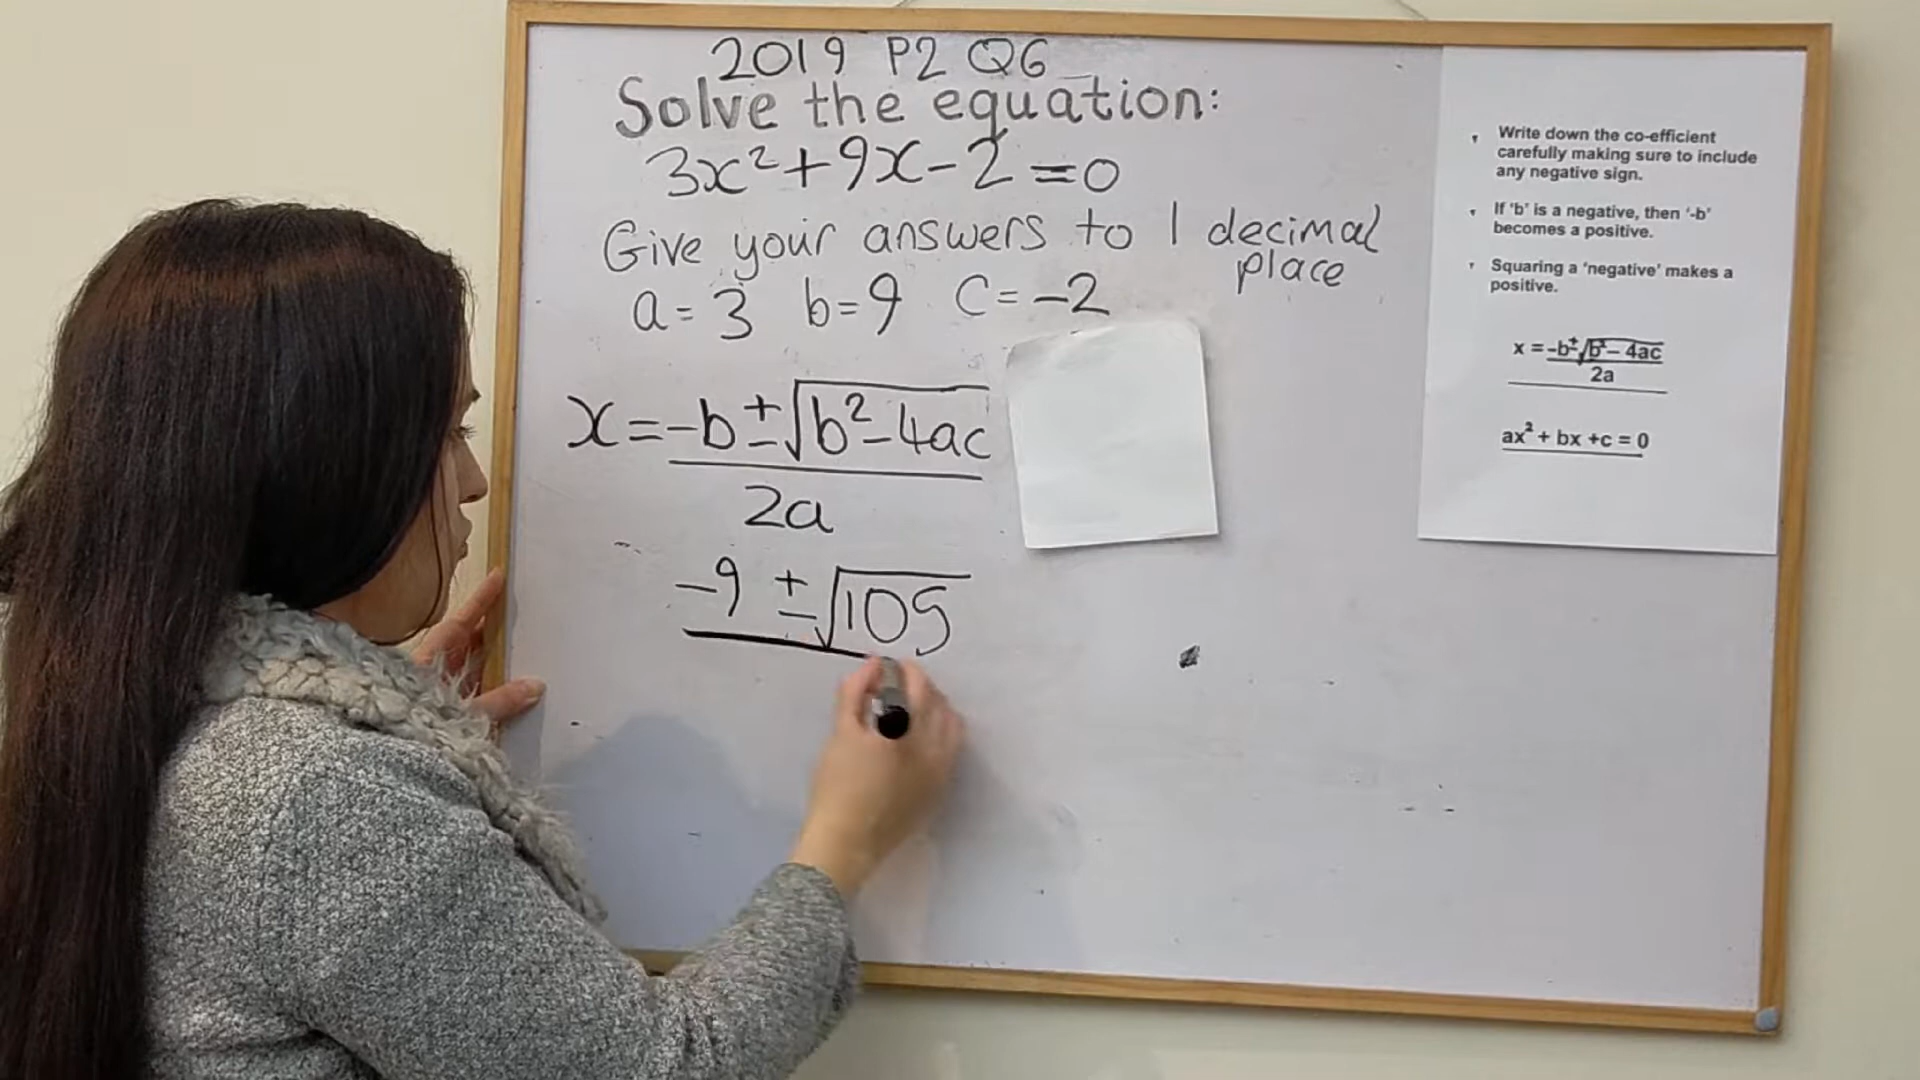 2019 P2 Q6
Solve the equation:
3x²+9x-2=0
Give your answers to 1 decimal
place
a=3 b=9 C=-2
x=-b±√b²-4ac
2a
-9 ±√105
Write down the co-efficient
carefully making sure to include
any negative sign.
If 'b' is a negative, then '-b'
becomes a positive.
Squaring a 'negative' makes a
positive.
x =-b±√b²– 4ac
2a
ax² + bx +c = 0